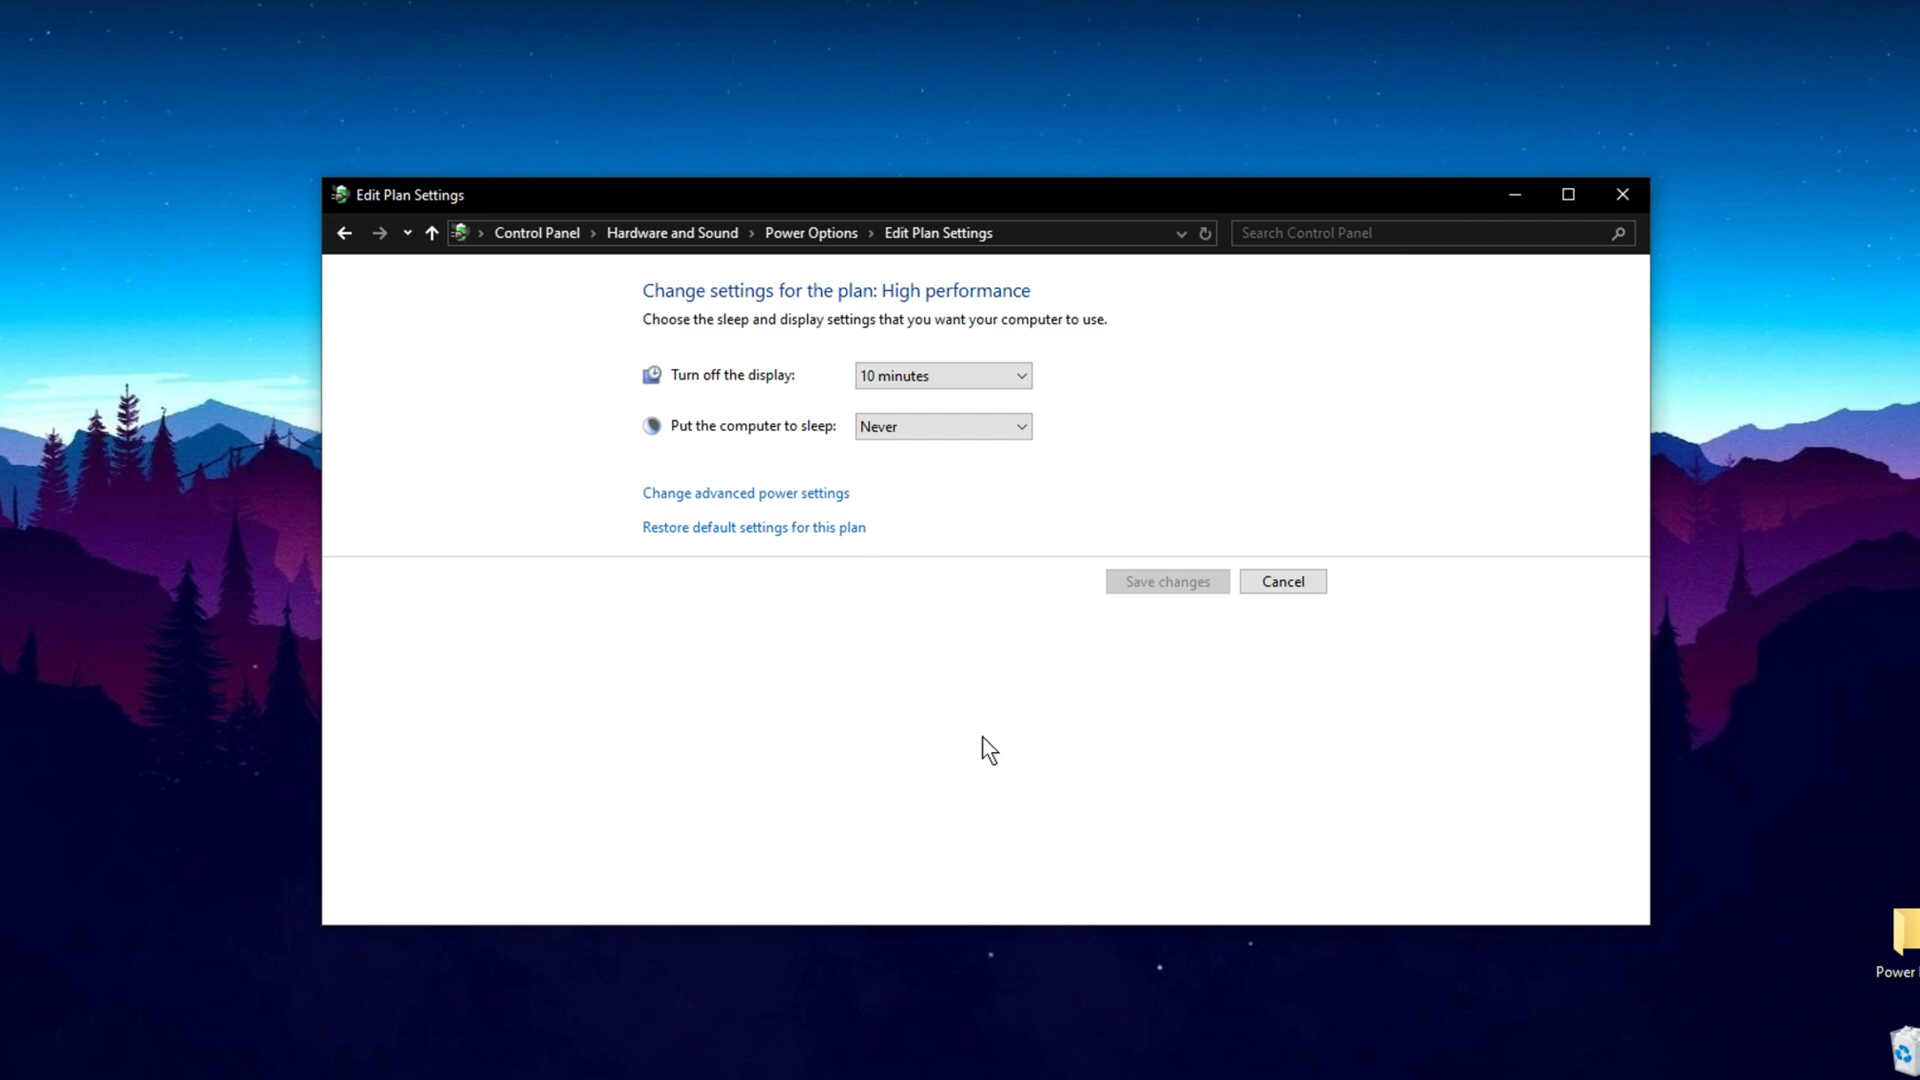 Edit Plan Settings
Control Panel > Hardware and Sound > Power Options > Edit Plan Settings
Search Control Panel
Change settings for the plan: High performance
Choose the sleep and display settings that you want your computer to use.
Turn off the display: 10 minutes
Put the computer to sleep: Never
Change advanced power settings
Restore default settings for this plan
Save changes Cancel
Power